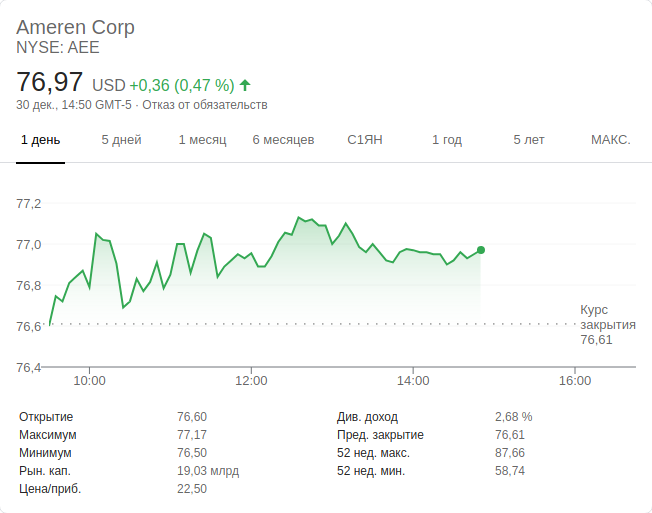 Ameren Corp
NYSE: AEE
76,97 USD +0,36 (0,47 %)
30 дек., 14:50 GMT-5 · Отказ от обязательств
1 день 5 дней 1 месяц 6 месяцев С1ЯН 1 год 5 лет МАКС.
77,2
77,0
76,8
76,6
76,4
Курс
закрытия
76,61
10:00 12:00 14:00 16:00
Открытие 76,60 Див. доход 2,68 %
Максимум 77,17 Пред. закрытие 76,61
Минимум 76,50 52 нед. макс. 87,66
Рын. кап. 19,03 млрд 52 нед. мин. 58,74
Цена/приб. 22,50